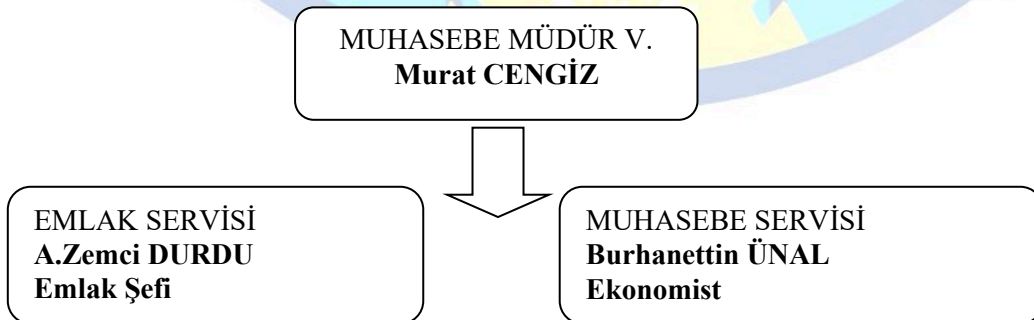 MUHASEBE MÜDÜR V.
Murat CENGİZ
EMLAK SERVİSİ
A.Zemci DURDU
Emlak Şefi
MUHASEBE SERVİSİ
Burhanettin ÜNAL
Ekonomist